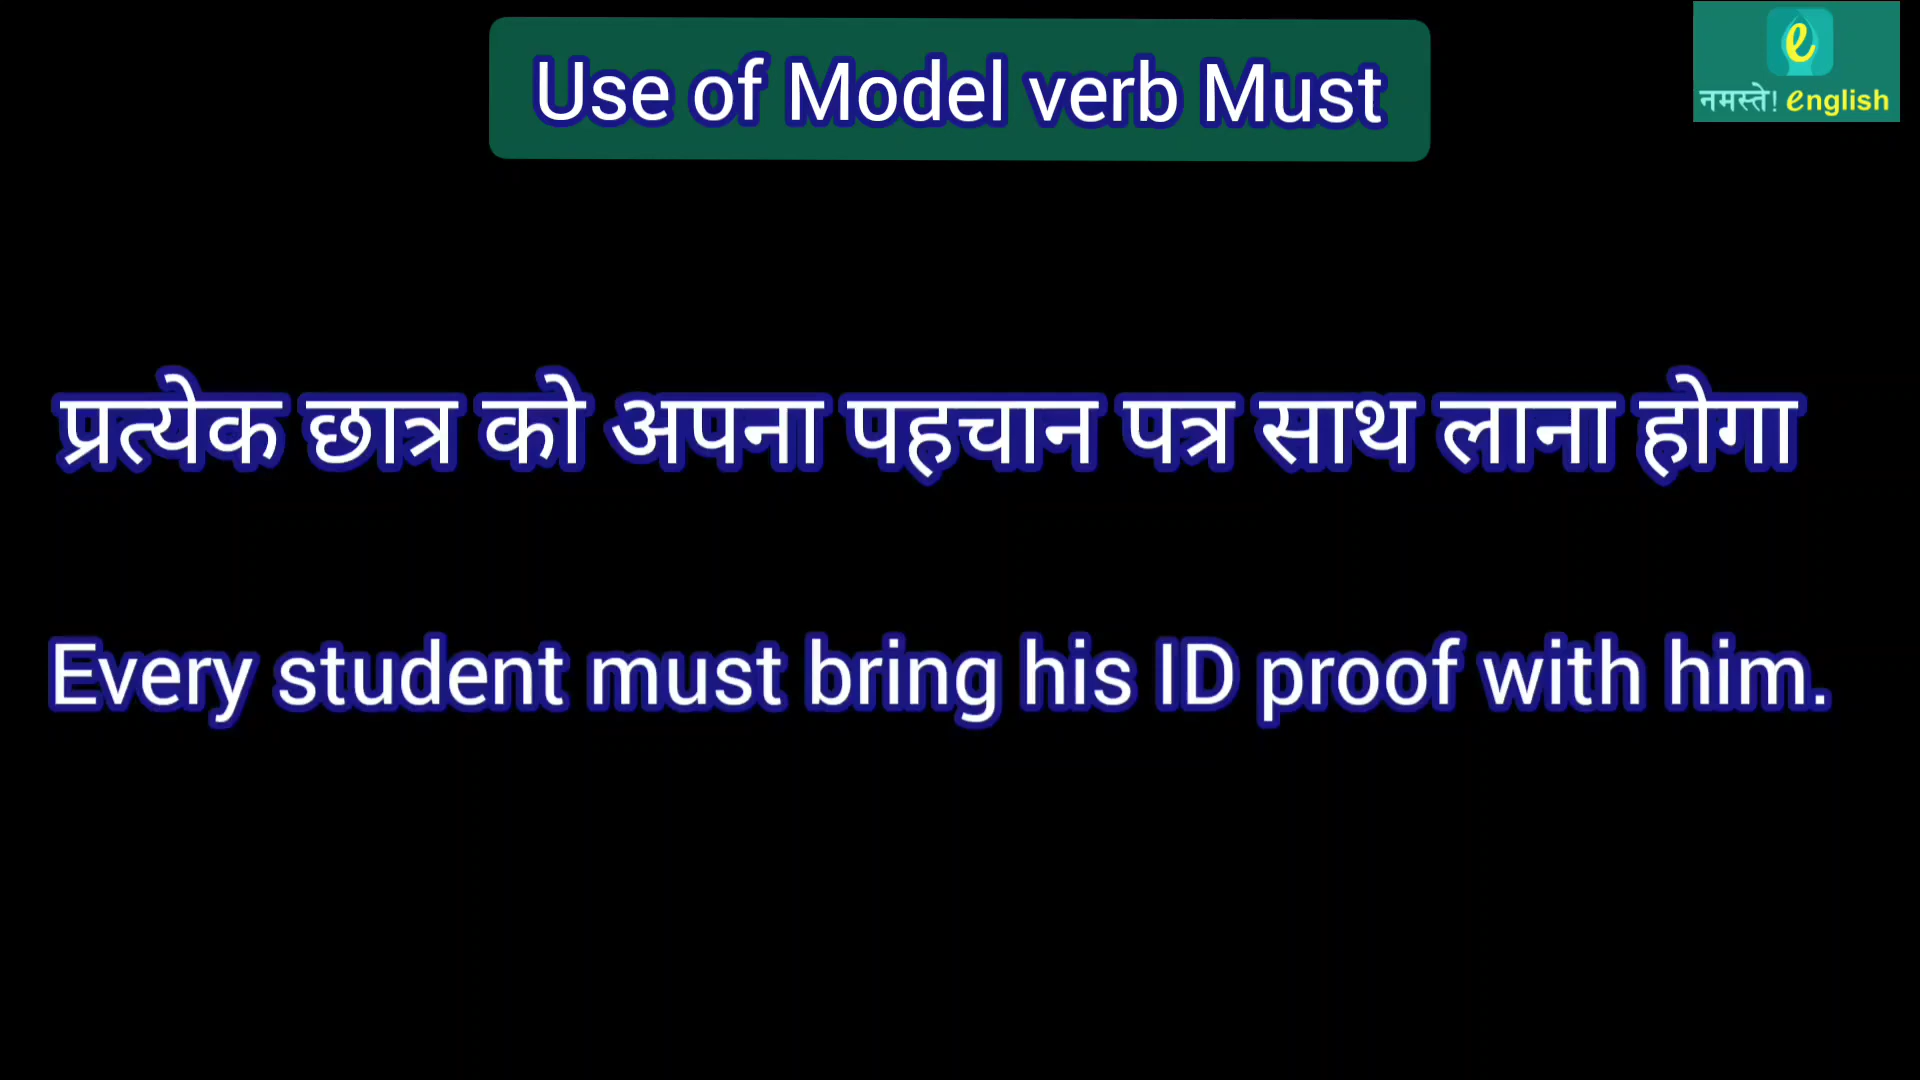 Use of Model verb Must
e
नमस्ते! english
प्रत्येक छात्र को अपना पहचान पत्र साथ लाना होगा
Every student must bring his ID proof with him.